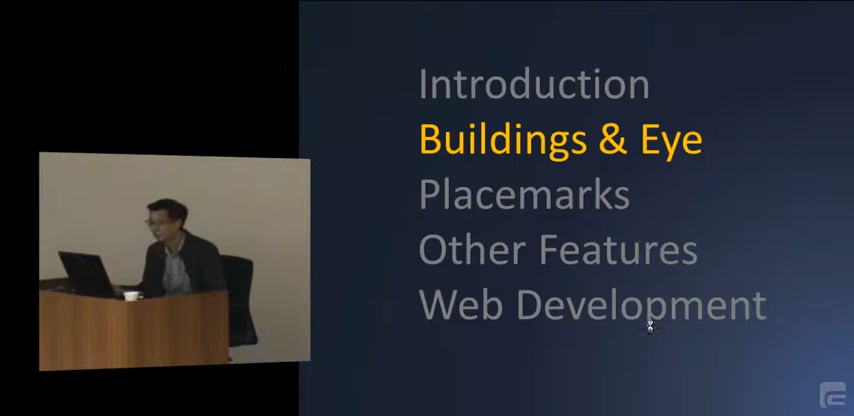 Introduction
Buildings & Eye
Placemarks
Other Features
Web Development